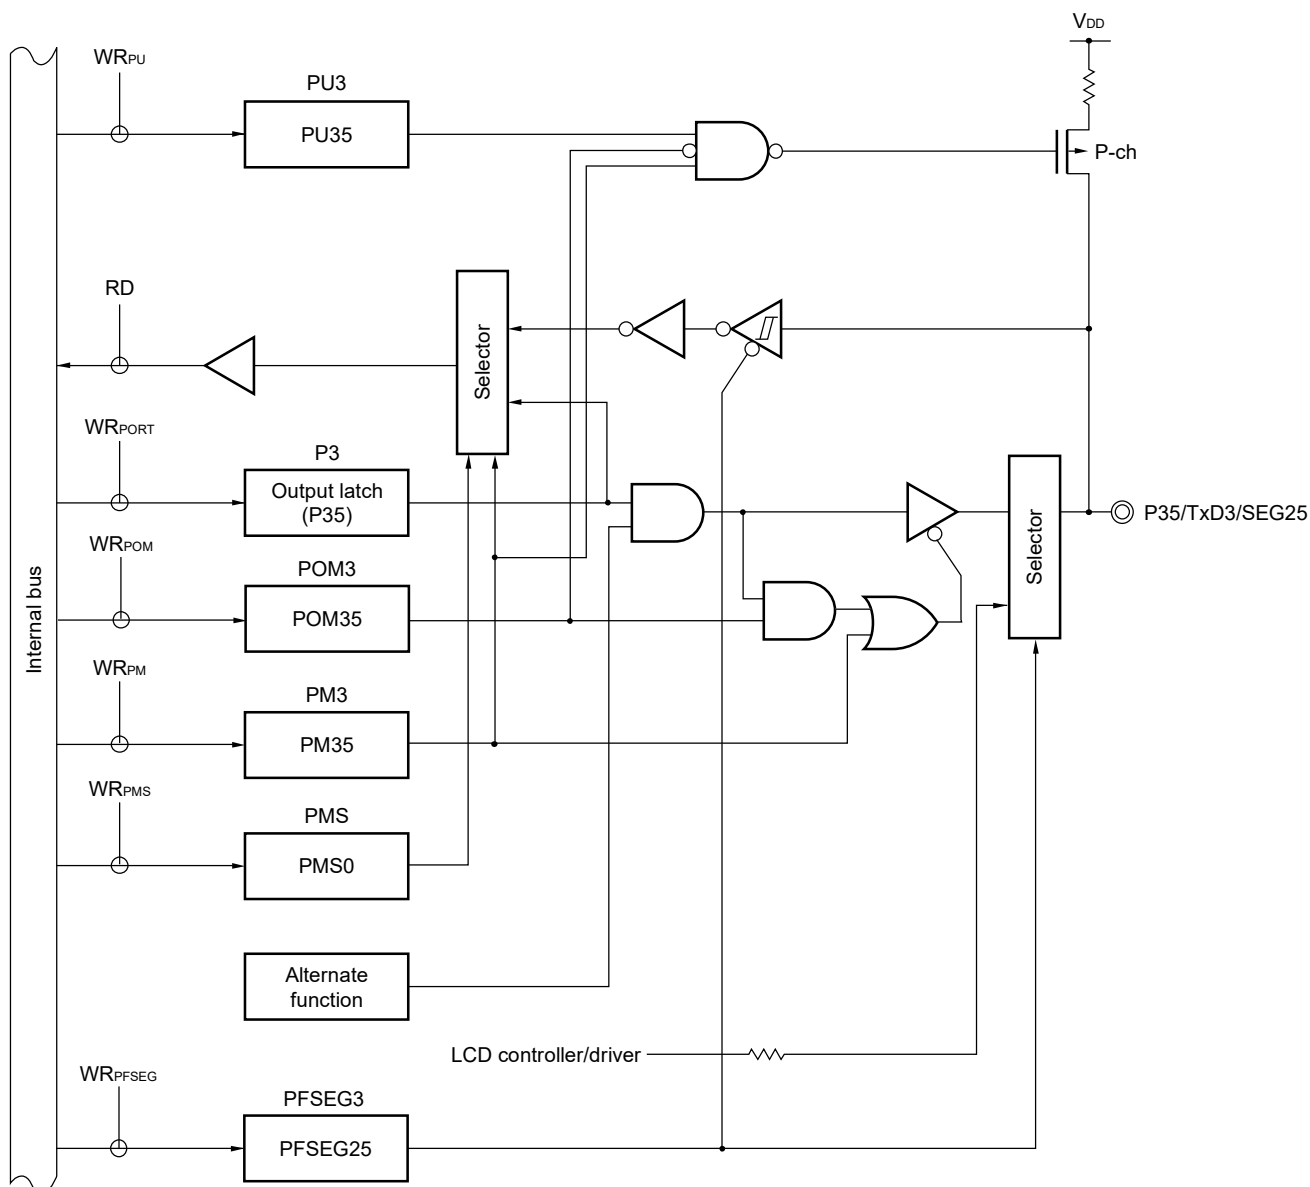 VDD
WRPU
PU3
PU35
P-ch
RD
Selector
WRPORT
P3
Output latch
(P35)
P35/TxD3/SEG25
Selector
WRPOM
POM3
POM35
Internal bus
WRPM
PM3
PM35
WRPMS
PMS
PMS0
Alternate
function
LCD controller/driver
WRPFSEG
PFSEG3
PFSEG25